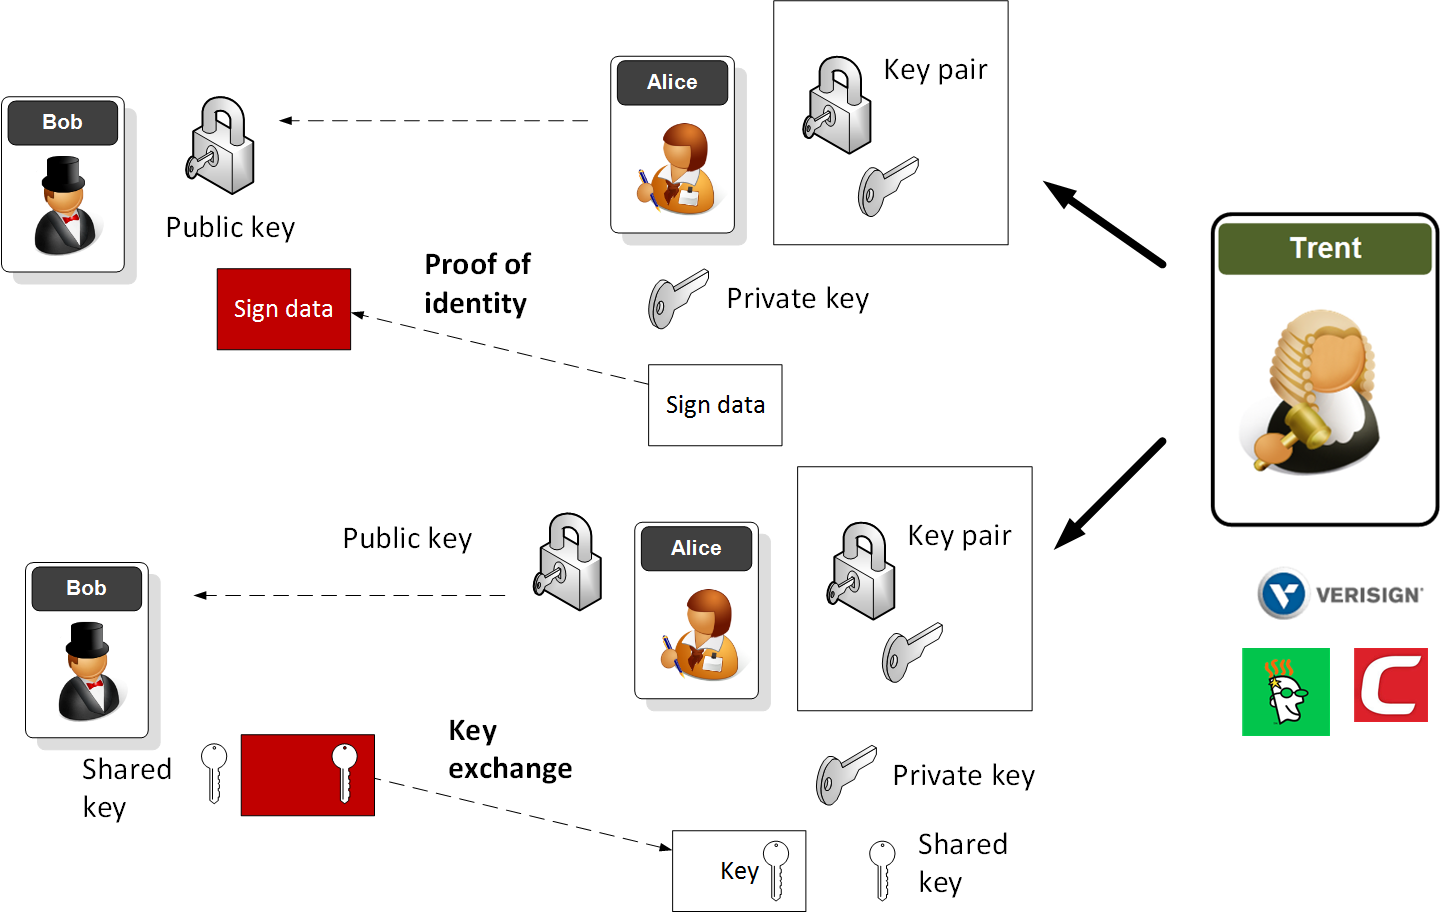 Bob
Public key
Alice
Key pair
Proof of
identity
Private key
Sign data
Sign data
Trent
Public key
Alice
Key pair
Bob
VERISIGN
Shared
key
Key
exchange
Private key
Key
Shared
key